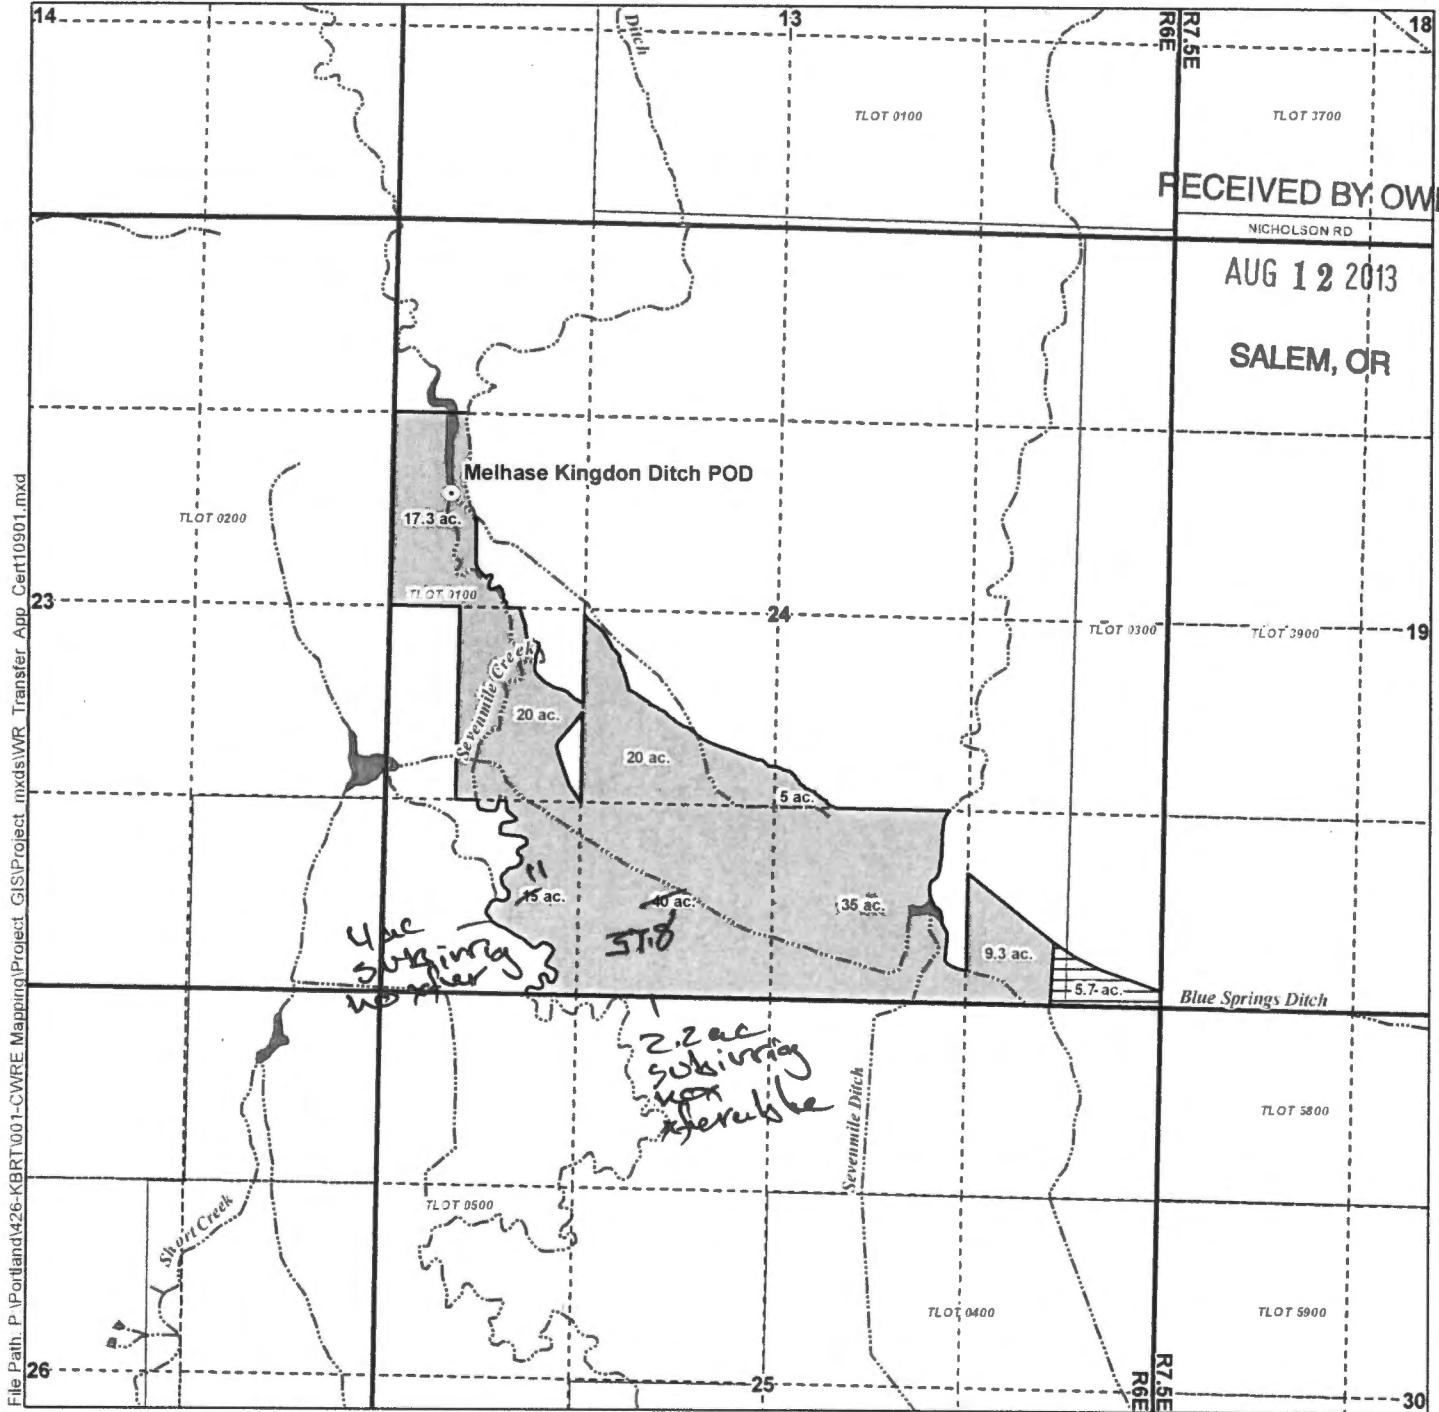 14
Ditch
13
R6E
R7.5E
18
TLOT 0100
TLOT 3700
RECEIVED BY OW
NICHOLSON RD
AUG 12 2013
SALEM, OR
Melhase Kingdon Ditch POD
TLOT 0200
17.3 ac.
TLOT 0100
23
24
TLOT 0300
TLOT 3900
19
Sevenmile Creek
20 ac.
20 ac.
5 ac.
11
15 ac.
40 ac.
37.8
35 ac.
9.3 ac.
5.7 ac.
4 ac
subirrig
no xfer
Blue Springs Ditch
2.2 ac
subirrig
not
xferable
Sevenmile Ditch
TLOT 5800
Short Creek
TLOT 0500
TLOT 0400
TLOT 5900
26
25
R6E
R7.5E
30
File Path: P:\Portland\426-KBRT\001-CWRE Mapping\Project_GIS\Project_mxds\WR_Transfer_App_Cert10901.mxd